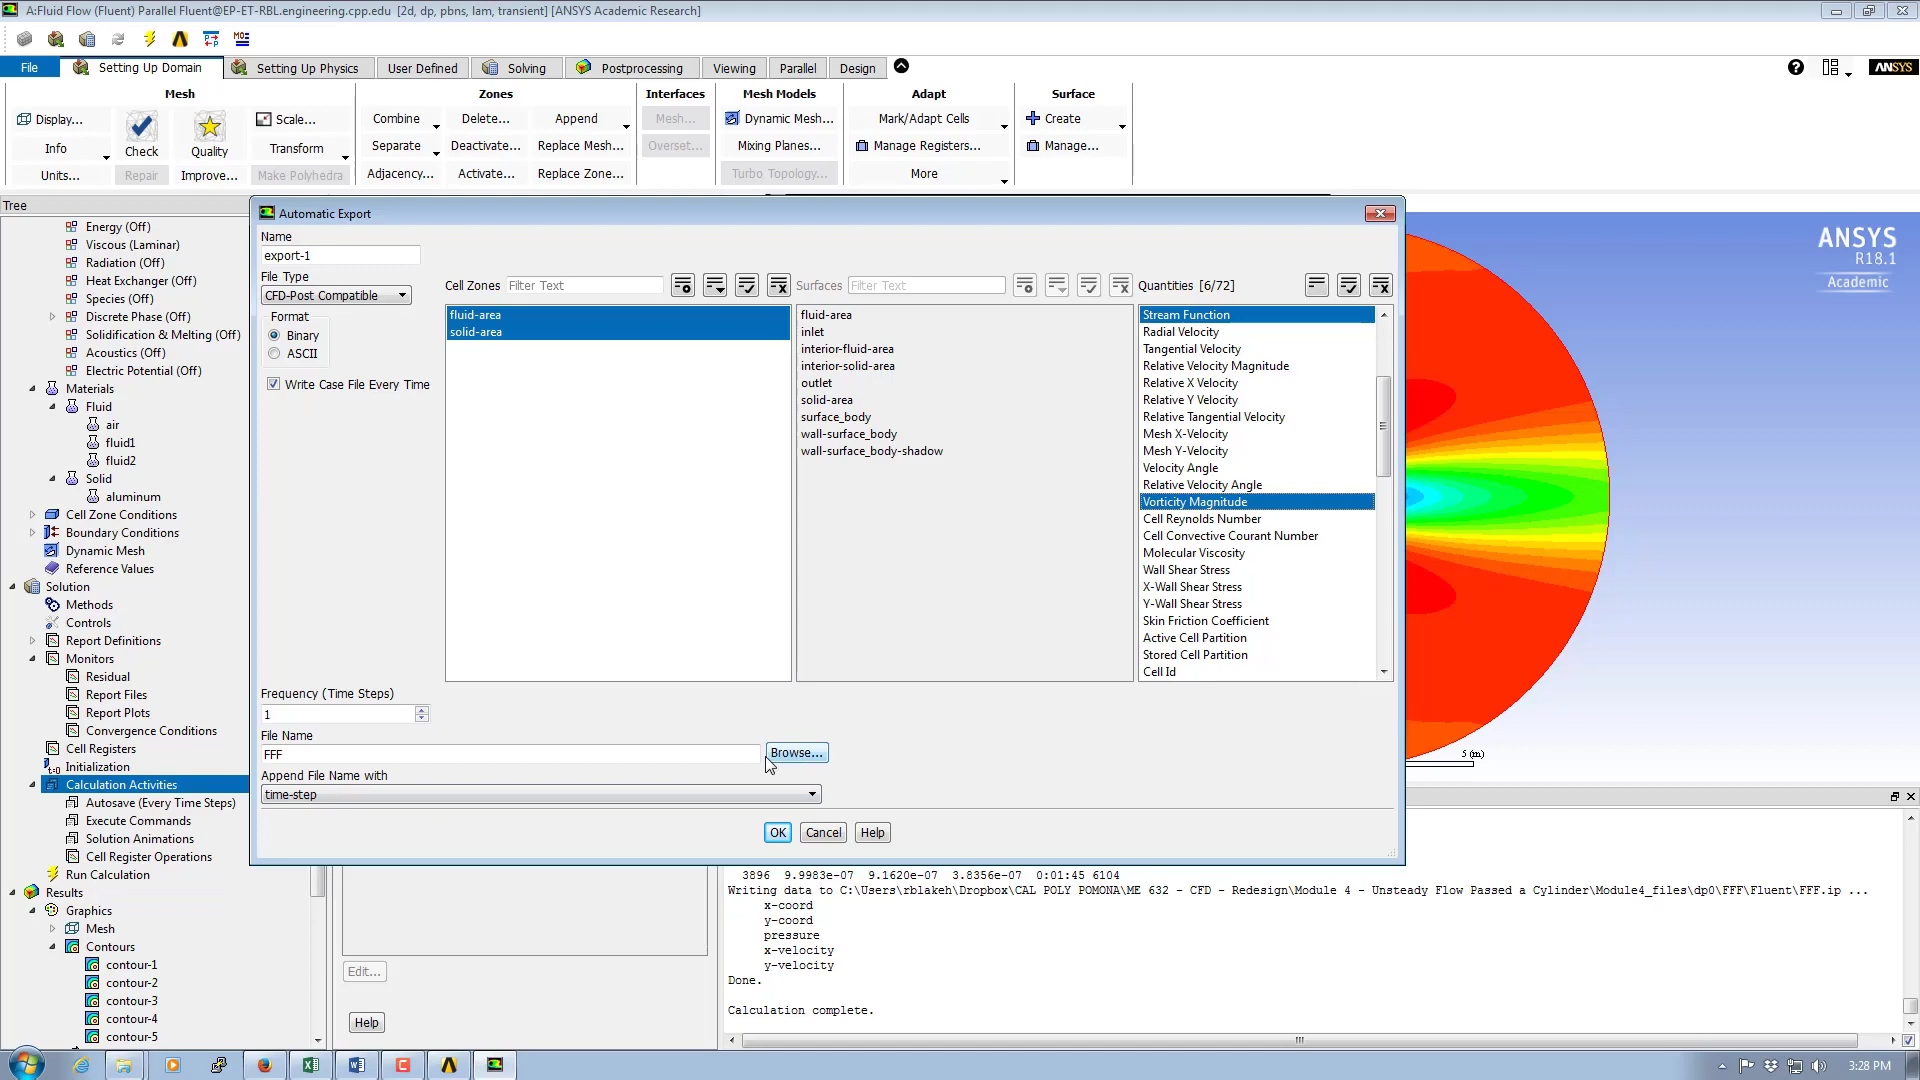 A:Fluid Flow (Fluent) Parallel Fluent@EP-ET-RBL.engineering.cpp.edu [2d, dp, pbns, lam, transient] [ANSYS Academic Research]
File
Setting Up Domain
Setting Up Physics
User Defined
Solving
Postprocessing
Viewing
Parallel
Design
ANSYS
Mesh
Zones
Interfaces
Mesh Models
Adapt
Surface
Display...
Scale...
Combine
Delete...
Append
Mesh...
Dynamic Mesh...
Mark/Adapt Cells
Create
Info
Check
Quality
Transform
Separate
Deactivate...
Replace Mesh...
Overset...
Mixing Planes...
Manage Registers...
Manage...
Units...
Repair
Improve...
Make Polyhedra
Adjacency...
Activate...
Replace Zone...
Turbo Topology...
More
Tree
Energy (Off)
Viscous (Laminar)
Radiation (Off)
Heat Exchanger (Off)
Species (Off)
Discrete Phase (Off)
Solidification & Melting (Off)
Acoustics (Off)
Electric Potential (Off)
Materials
Fluid
air
fluid1
fluid2
Solid
aluminum
Cell Zone Conditions
Boundary Conditions
Dynamic Mesh
Reference Values
Solution
Methods
Controls
Report Definitions
Monitors
Residual
Report Files
Report Plots
Convergence Conditions
Cell Registers
Initialization
Calculation Activities
Autosave (Every Time Steps)
Execute Commands
Solution Animations
Cell Register Operations
Run Calculation
Results
Graphics
Mesh
Contours
contour-1
contour-2
contour-3
contour-4
contour-5
Automatic Export
Name
export-1
File Type
CFD-Post Compatible
Format
Binary
ASCII
Write Case File Every Time
Cell Zones
Filter Text
fluid-area
solid-area
Surfaces
Filter Text
fluid-area
inlet
interior-fluid-area
interior-solid-area
outlet
solid-area
surface_body
wall-surface_body
wall-surface_body-shadow
Quantities [6/72]
Stream Function
Radial Velocity
Tangential Velocity
Relative Velocity Magnitude
Relative X Velocity
Relative Y Velocity
Relative Tangential Velocity
Mesh X-Velocity
Mesh Y-Velocity
Velocity Angle
Relative Velocity Angle
Vorticity Magnitude
Cell Reynolds Number
Cell Convective Courant Number
Molecular Viscosity
Wall Shear Stress
X-Wall Shear Stress
Y-Wall Shear Stress
Skin Friction Coefficient
Active Cell Partition
Stored Cell Partition
Cell Id
Frequency (Time Steps)
1
File Name
FFF
Browse...
Append File Name with
time-step
OK
Cancel
Help
ANSYS
R18.1
Academic
5 (m)
Edit...
Help
3896 9.9983e-07 9.1620e-07 3.8356e-07 0:01:45 6104
Writing data to C:\Users\rblakeh\Dropbox\CAL POLY POMONA\ME 632 - CFD - Redesign\Module 4 - Unsteady Flow Passed a Cylinder\Module4_files\dp0\FFF\Fluent\FFF.ip ...
x-coord
y-coord
pressure
x-velocity
y-velocity
Done.
Calculation complete.
3:28 PM